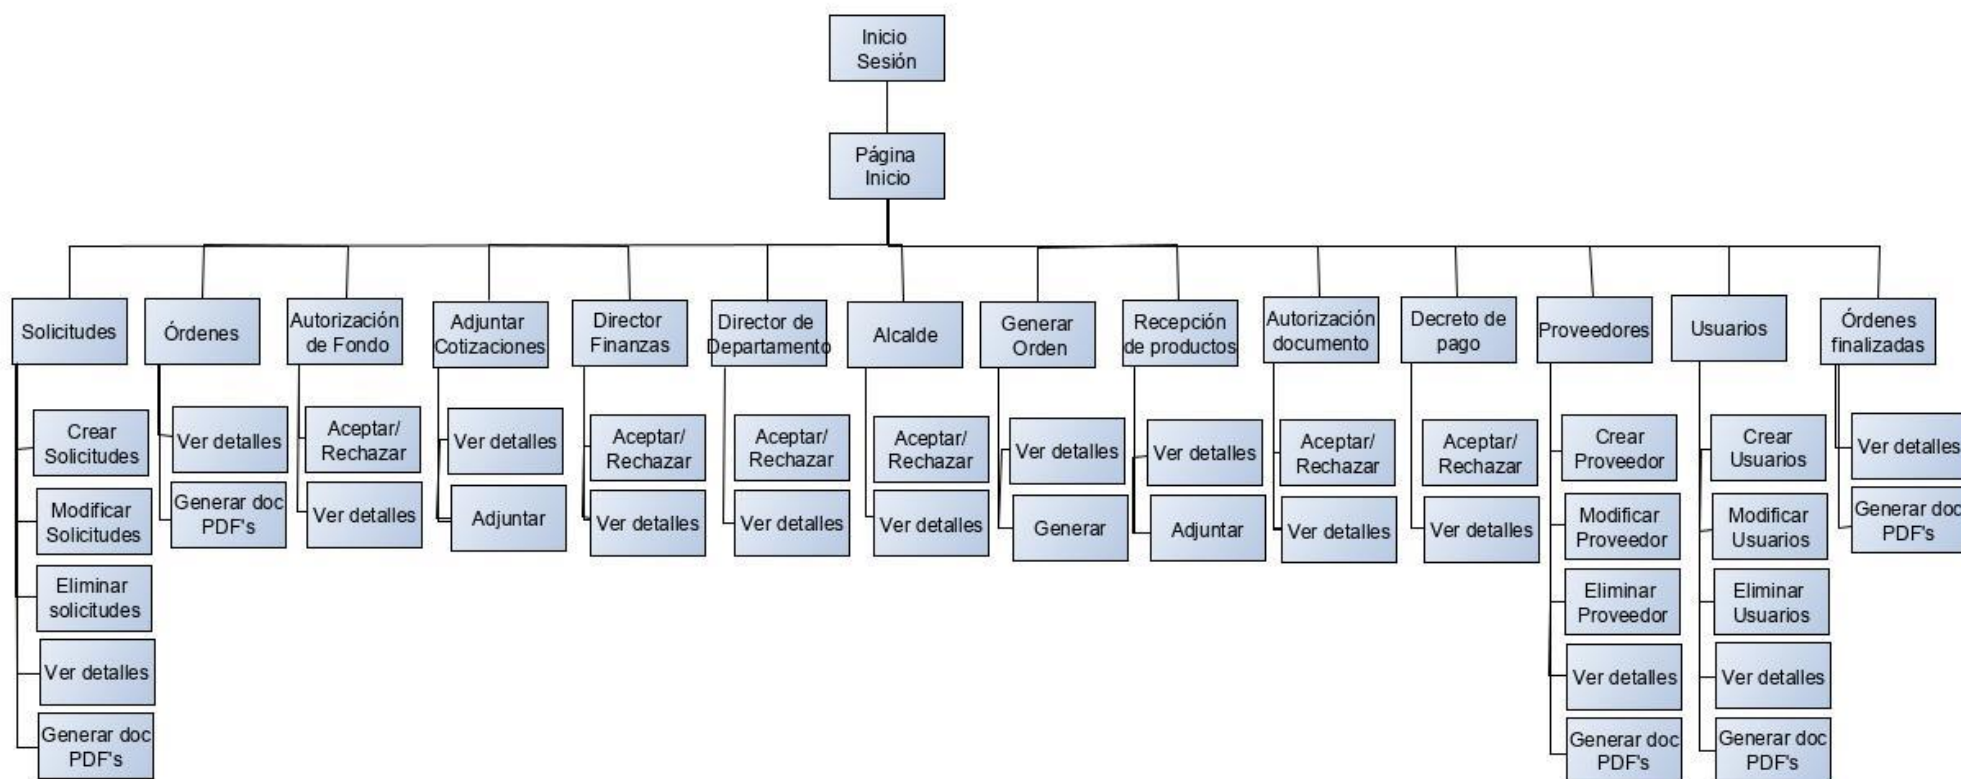 Inicio
Sesión
Página
Inicio
Solicitudes
Órdenes
Autorización
de Fondo
Adjuntar
Cotizaciones
Director
Finanzas
Director de
Departamento
Alcalde
Generar
Orden
Recepción
de productos
Autorización
documento
Decreto de
pago
Proveedores
Usuarios
Órdenes
finalizadas
Crear
Solicitudes
Modificar
Solicitudes
Eliminar
solicitudes
Ver detalles
Generar doc
PDF's
Ver detalles
Generar doc
PDF's
Aceptar/
Rechazar
Ver detalles
Ver detalles
Adjuntar
Aceptar/
Rechazar
Ver detalles
Aceptar/
Rechazar
Ver detalles
Aceptar/
Rechazar
Ver detalles
Ver detalles
Generar
Ver detalles
Adjuntar
Aceptar/
Rechazar
Ver detalles
Aceptar/
Rechazar
Ver detalles
Crear
Proveedor
Modificar
Proveedor
Eliminar
Proveedor
Ver detalles
Generar doc
PDF's
Crear
Usuarios
Modificar
Usuarios
Eliminar
Usuarios
Ver detalles
Generar doc
PDF's
Ver detalles
Generar doc
PDF's